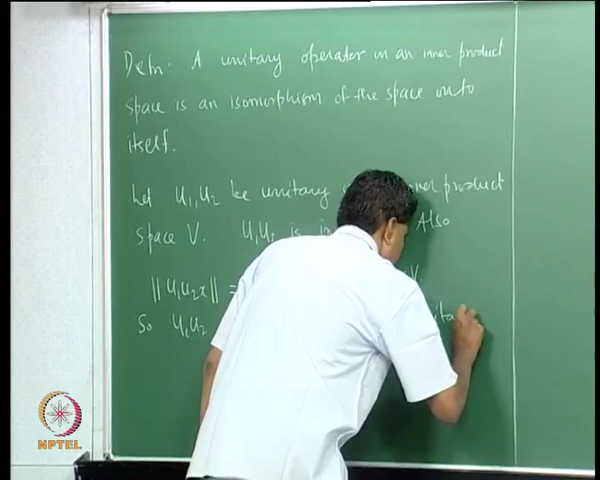 Defn: A unitary operator in an inner product
space is an isomorphism of the space onto
itself.
Let U₁, U₂ be unitary product
space V. U₁U₂ is Also
||U₁U₂x|| = V.
So U₁U₂
NPTEL